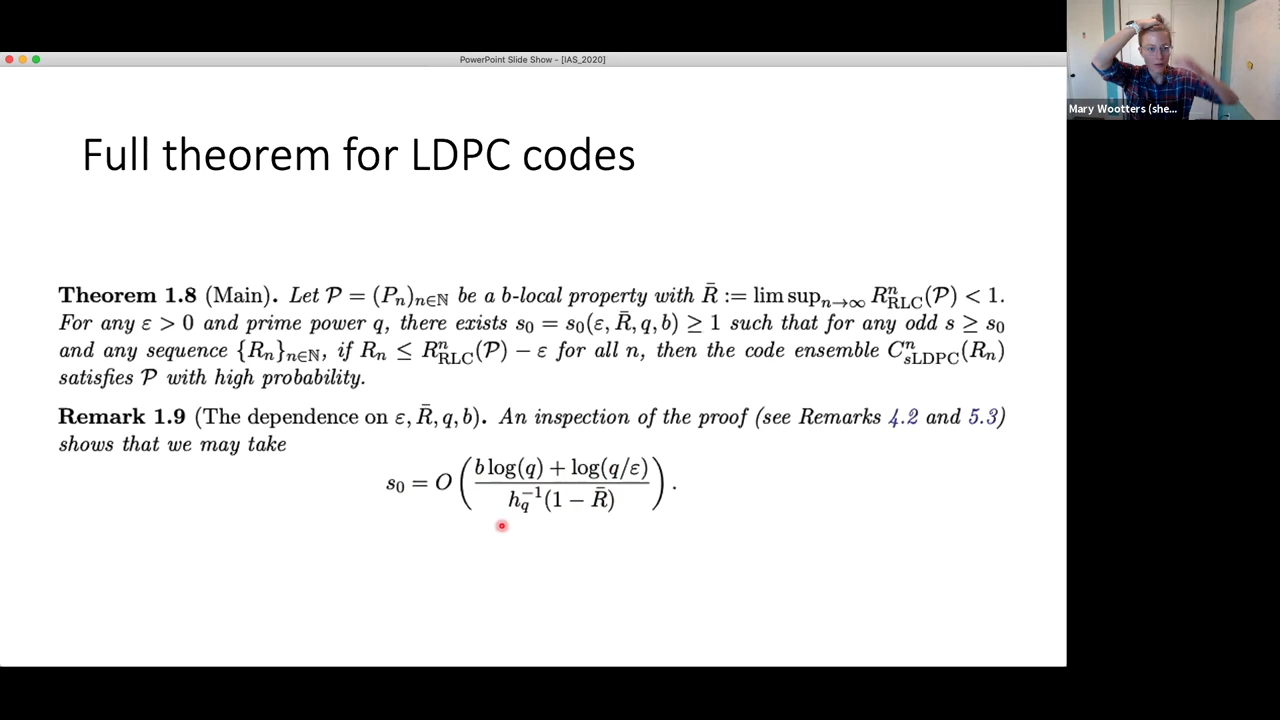 PowerPoint Slide Show - [IAS_2020]
Mary Wootters (she...
Full theorem for LDPC codes
Theorem 1.8 (Main). Let 𝒫 = (Pₙ)ₙ∈ℕ be a b-local property with R̄ := lim supₙ→∞ Rⁿ_RLC(𝒫) < 1.
For any ε > 0 and prime power q, there exists s₀ = s₀(ε, R̄, q, b) ≥ 1 such that for any odd s ≥ s₀
and any sequence {Rₙ}ₙ∈ℕ, if Rₙ ≤ Rⁿ_RLC(𝒫) − ε for all n, then the code ensemble Cⁿ_sLDPC(Rₙ)
satisfies 𝒫 with high probability.
Remark 1.9 (The dependence on ε, R̄, q, b). An inspection of the proof (see Remarks 4.2 and 5.3)
shows that we may take
s₀ = O( (b log(q) + log(q/ε)) / (h_q⁻¹(1 − R̄)) ).